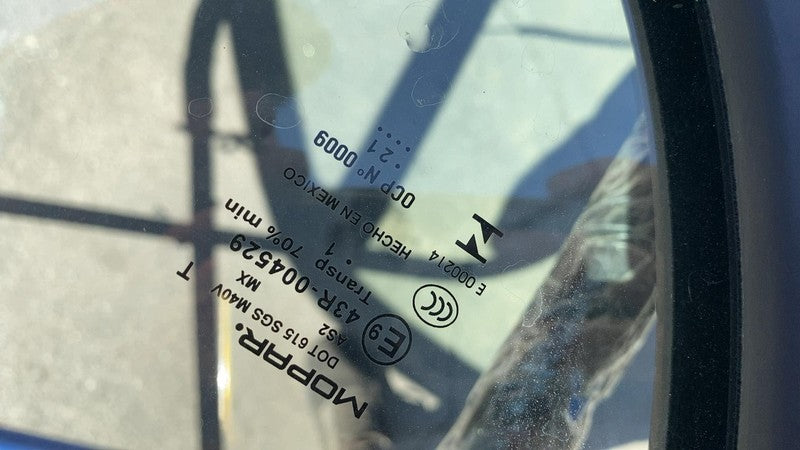 MOPAR.
DOT 615 SGS M40V T
AS2 MX
E9 43R-004529
Transp 70% min
. 1
CCC
HECHO EN MEXICO
E 000214
OCP N° 0009
. 21 .